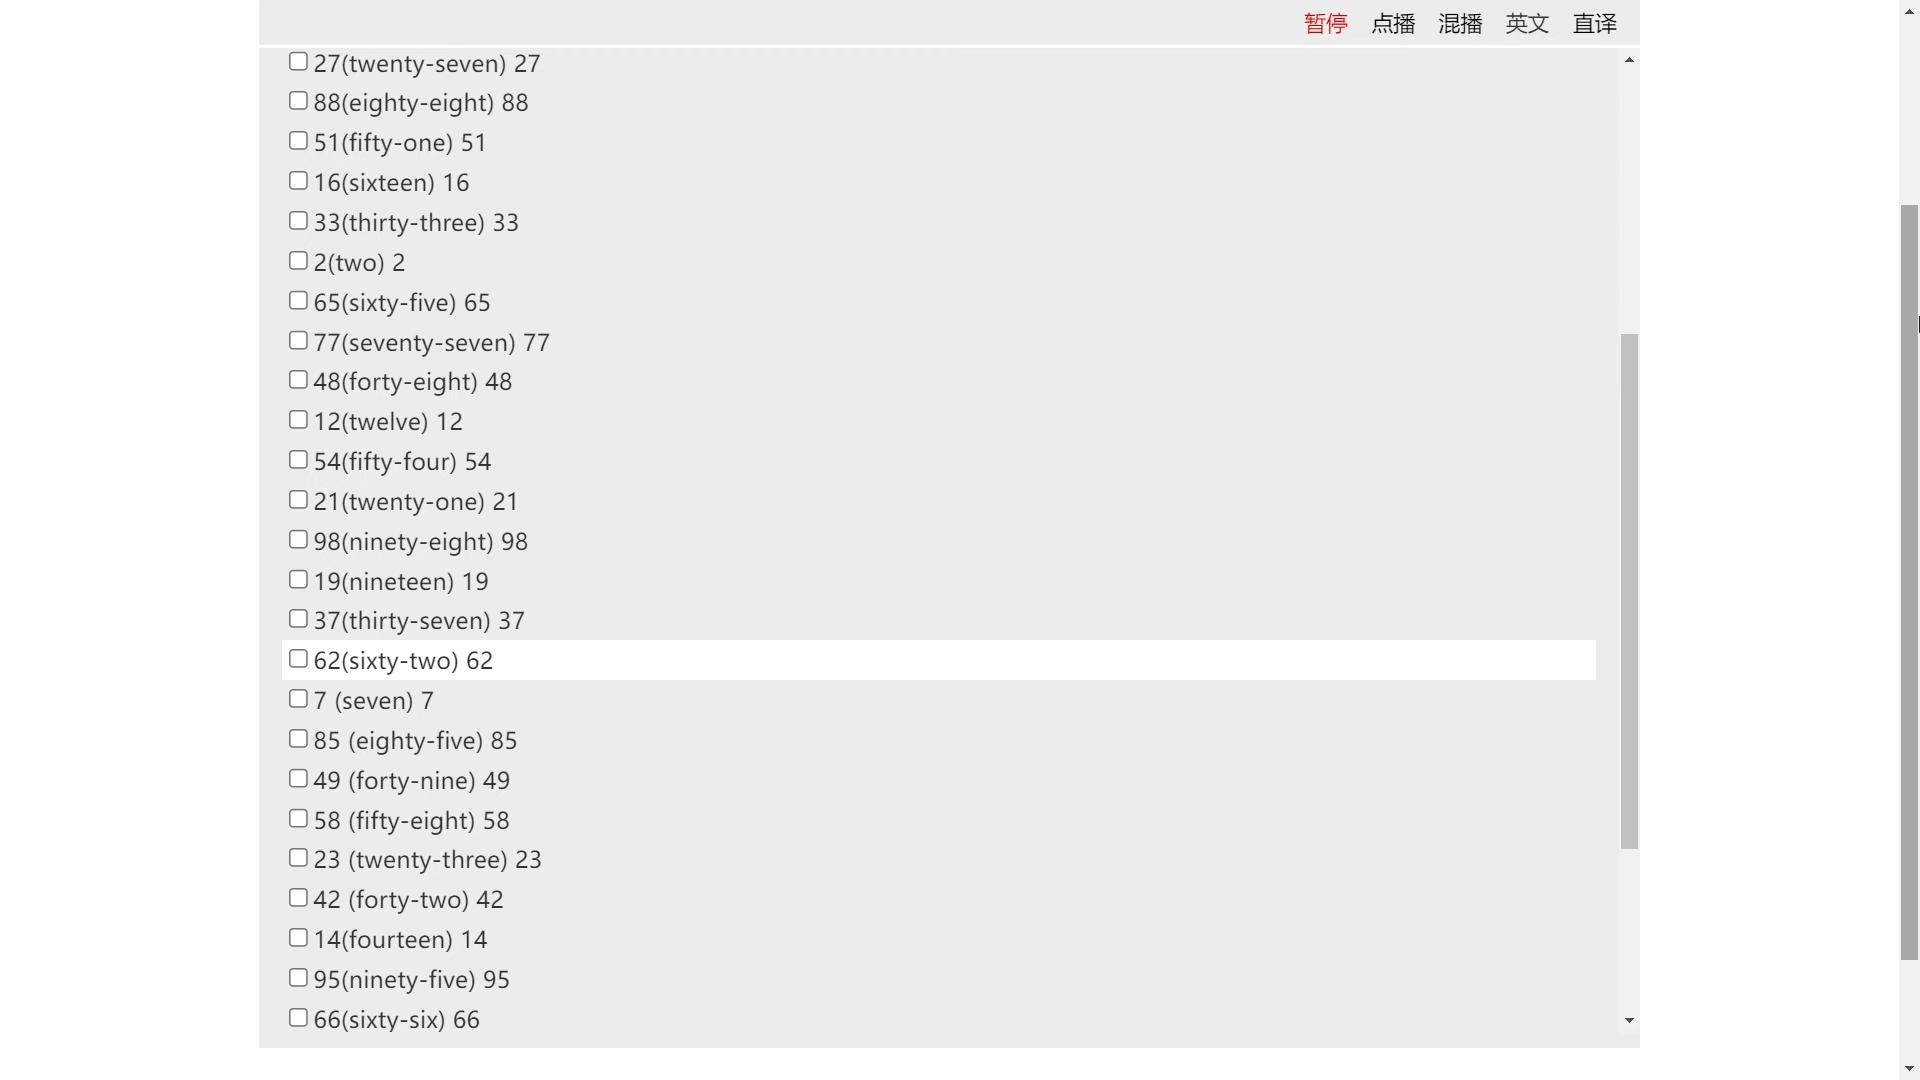 暂停 点播 混播 英文 直译
27(twenty-seven) 27
88(eighty-eight) 88
51(fifty-one) 51
16(sixteen) 16
33(thirty-three) 33
2(two) 2
65(sixty-five) 65
77(seventy-seven) 77
48(forty-eight) 48
12(twelve) 12
54(fifty-four) 54
21(twenty-one) 21
98(ninety-eight) 98
19(nineteen) 19
37(thirty-seven) 37
62(sixty-two) 62
7 (seven) 7
85 (eighty-five) 85
49 (forty-nine) 49
58 (fifty-eight) 58
23 (twenty-three) 23
42 (forty-two) 42
14(fourteen) 14
95(ninety-five) 95
66(sixty-six) 66